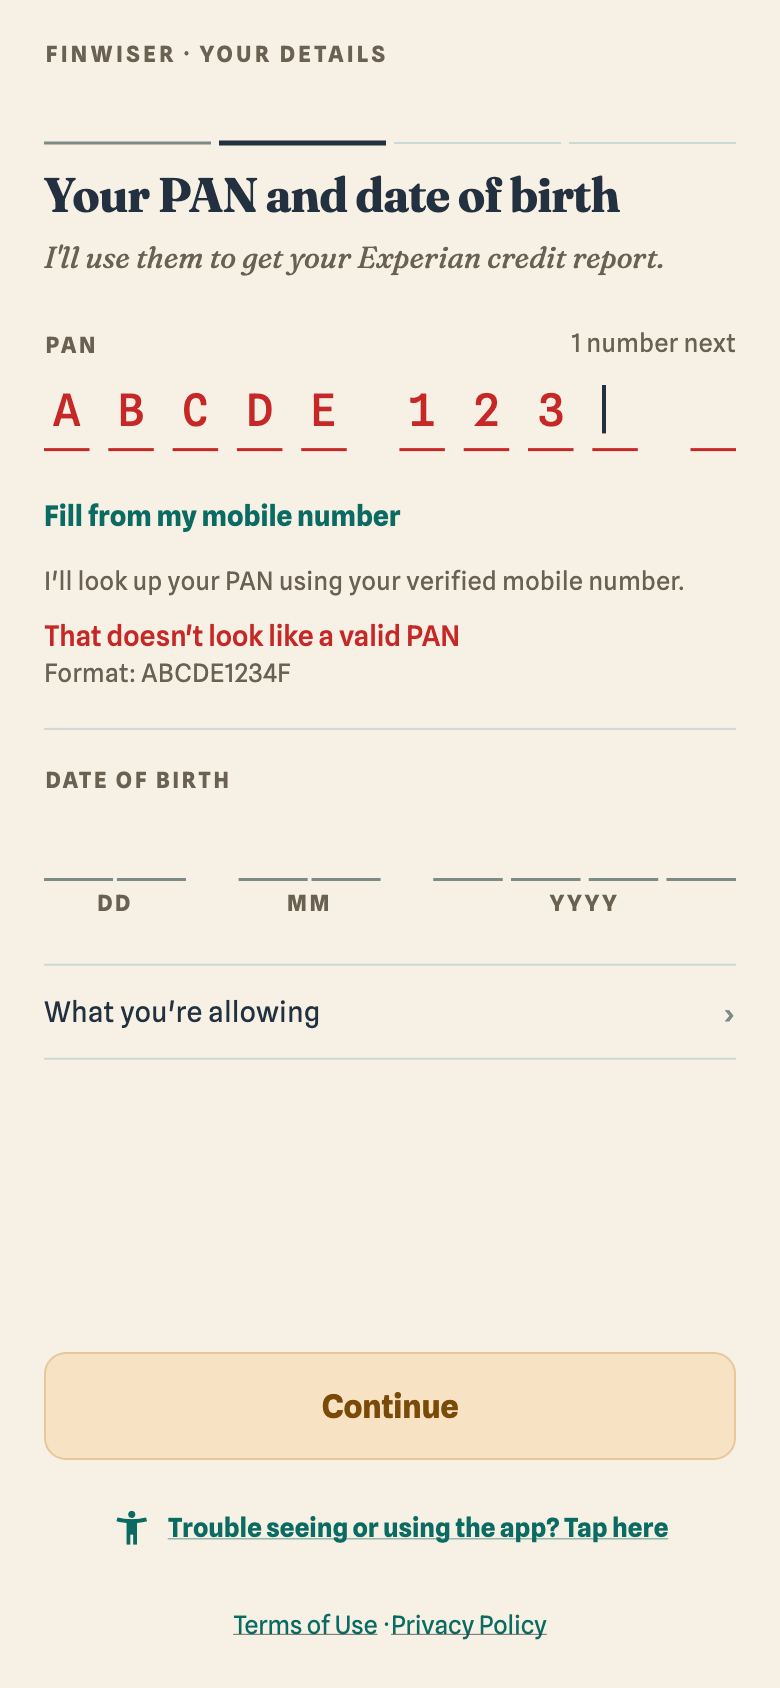 FINWISER · YOUR DETAILS
Your PAN and date of birth
I'll use them to get your Experian credit report.
PAN
1 number next
A B C D E 1 2 3
Fill from my mobile number
I'll look up your PAN using your verified mobile number.
That doesn't look like a valid PAN
Format: ABCDE1234F
DATE OF BIRTH
DD MM YYYY
What you're allowing ›
Continue
Trouble seeing or using the app? Tap here
Terms of Use · Privacy Policy